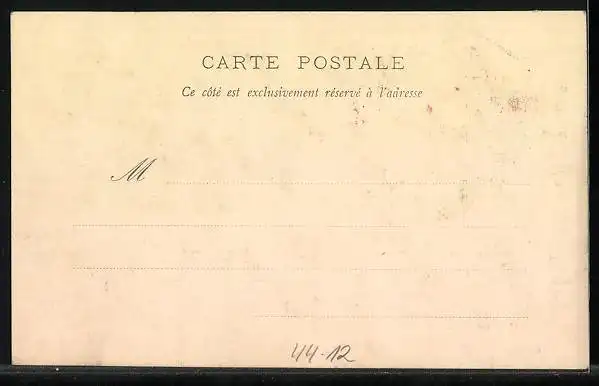 CARTE POSTALE
Ce côté est exclusivement réservé à l'adresse
M
44-12